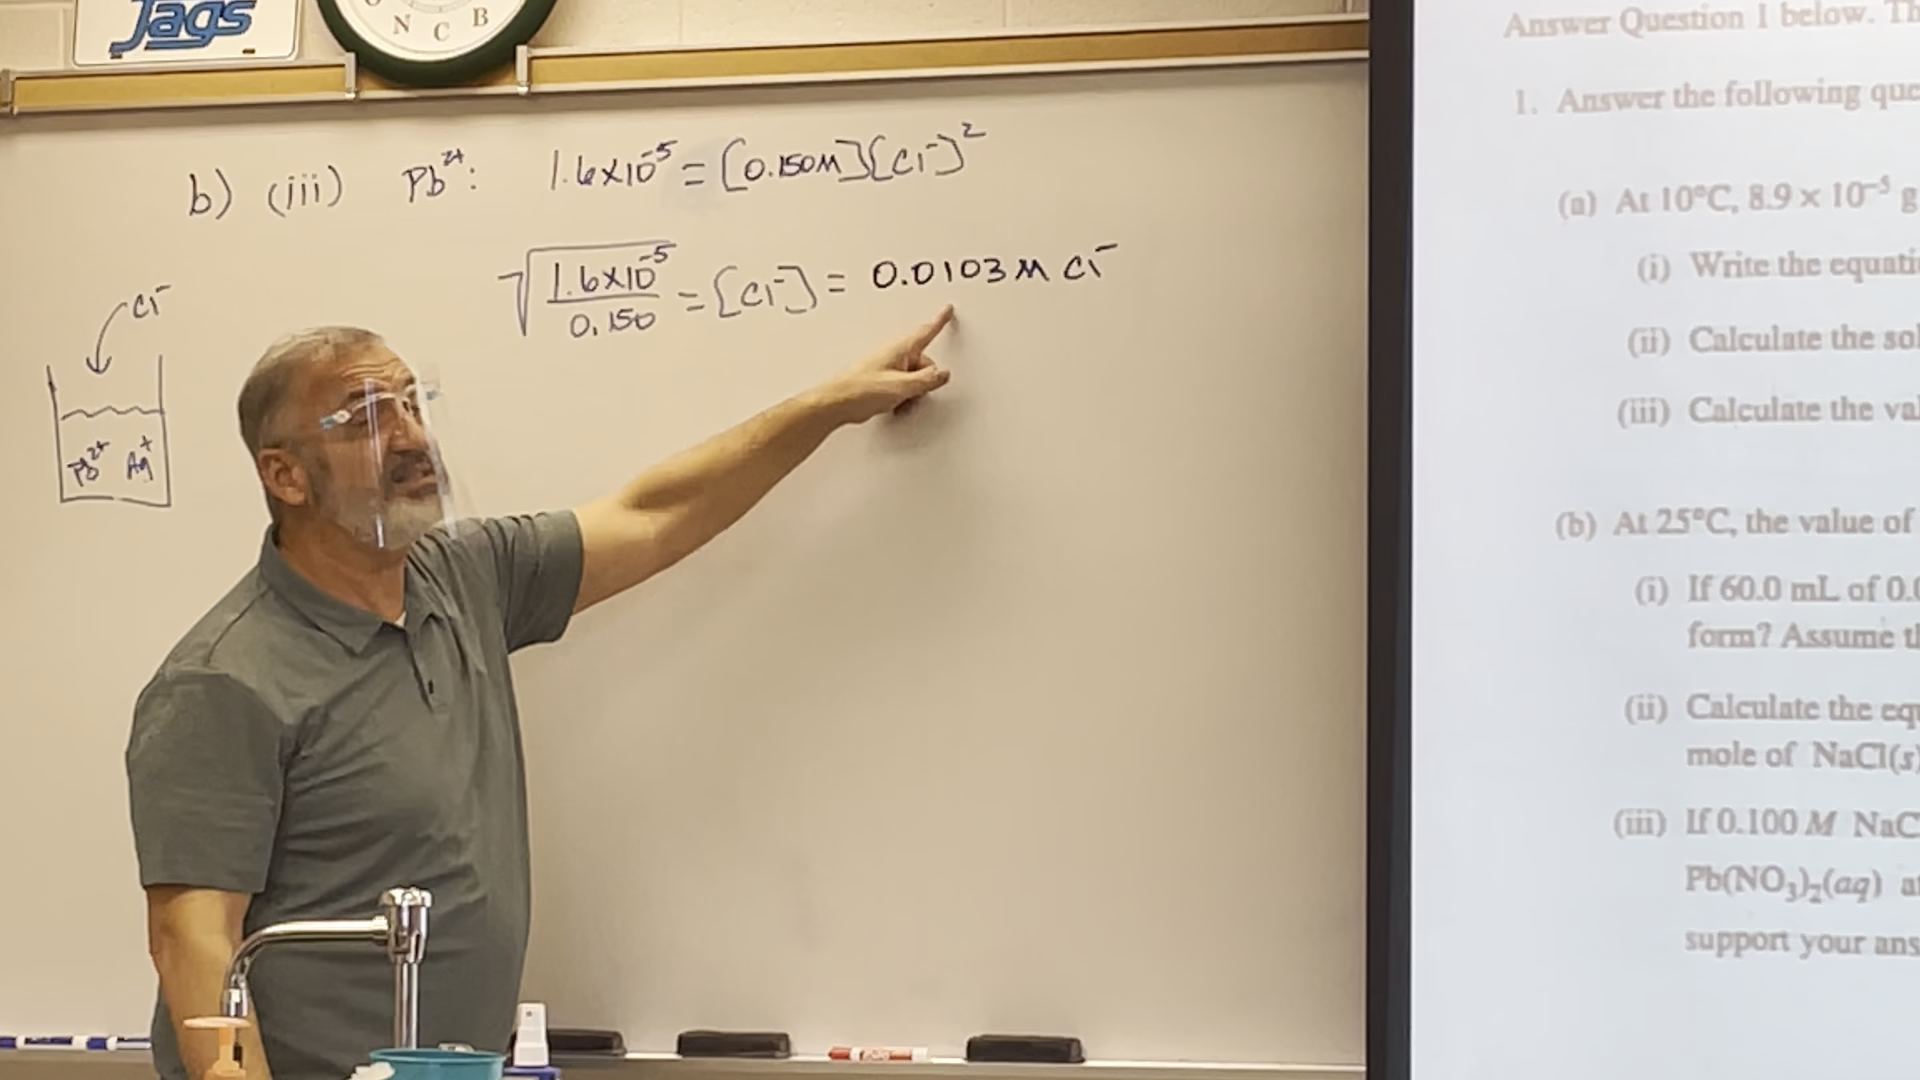 Jags
N C B
b) (iii) Pb²⁺: 1.6×10⁻⁵ = [0.150M][Cl⁻]²
√(1.6×10⁻⁵/0.150) = [Cl⁻] = 0.0103 M Cl⁻
Cl⁻
Pb²⁺ Ag⁺
Answer Question 1 below.
1. Answer the following
(a) At 10°C, 8.9 × 10⁻⁵ g
(i) Write the
(ii) Calculate the
(iii) Calculate the
(b) At 25°C, the value of
(i) If 60.0 mL of
form? Assume
(ii) Calculate the
mole of NaCl(s)
(iii) If 0.100 M
Pb(NO₃)₂(aq)
support your